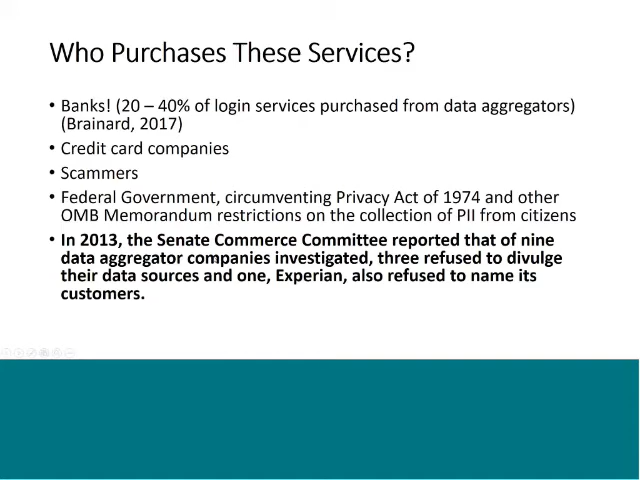 Who Purchases These Services?
• Banks! (20 – 40% of login services purchased from data aggregators)
(Brainard, 2017)
• Credit card companies
• Scammers
• Federal Government, circumventing Privacy Act of 1974 and other
OMB Memorandum restrictions on the collection of PII from citizens
• In 2013, the Senate Commerce Committee reported that of nine
data aggregator companies investigated, three refused to divulge
their data sources and one, Experian, also refused to name its
customers.